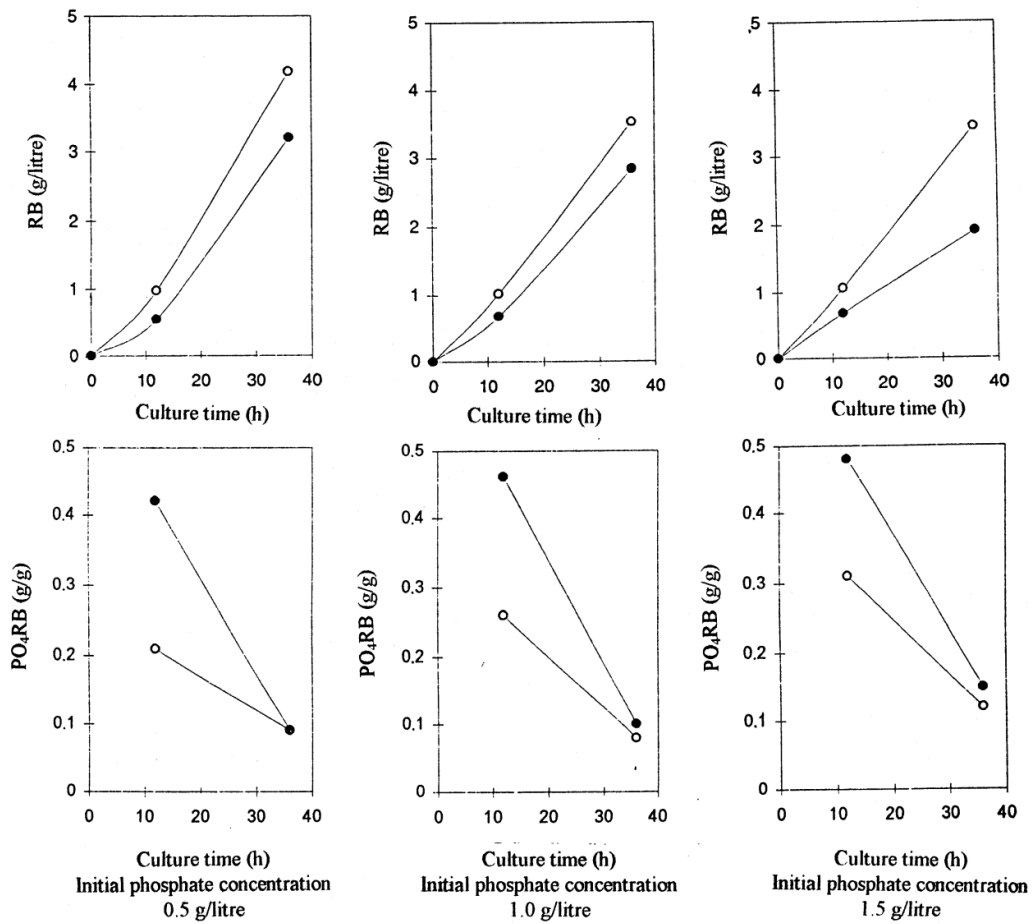 5
4
3
2
1
0
RB (g/litre)
0 10 20 30 40
Culture time (h)
5
4
3
2
1
0
RB (g/litre)
0 10 20 30 40
Culture time (h)
5
4
3
2
1
0
RB (g/litre)
0 10 20 30 40
Culture time (h)
0.5
0.4
0.3
0.2
0.1
0
PO₄RB (g/g)
0 10 20 30 40
Culture time (h)
Initial phosphate concentration
0.5 g/litre
0.5
0.4
0.3
0.2
0.1
0
PO₄RB (g/g)
0 10 20 30 40
Culture time (h)
Initial phosphate concentration
1.0 g/litre
0.5
0.4
0.3
0.2
0.1
0
PO₄RB (g/g)
0 10 20 30 40
Culture time (h)
Initial phosphate concentration
1.5 g/litre